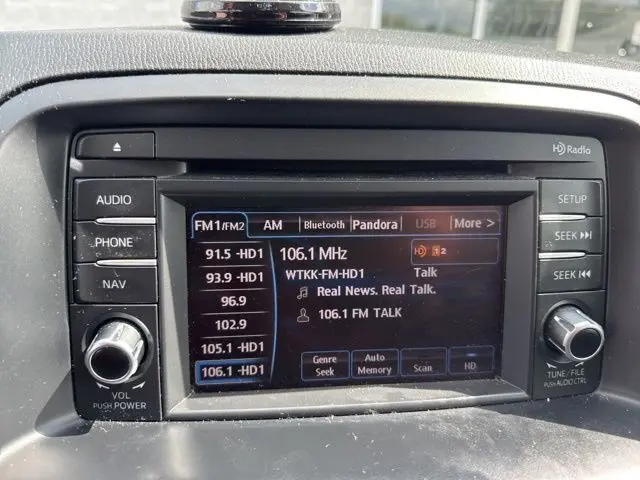 HD Radio
AUDIO
PHONE
NAV
VOL
PUSH POWER
FM1/FM2 AM Bluetooth Pandora USB More >
91.5 -HD1
93.9 -HD1
96.9
102.9
105.1 -HD1
106.1 -HD1
106.1 MHz
HD 1 2
WTKK-FM-HD1 Talk
Real News. Real Talk.
106.1 FM TALK
Genre
Seek
Auto
Memory
Scan
HD
SETUP
SEEK
SEEK
TUNE/FILE
PUSH AUDIO CTRL